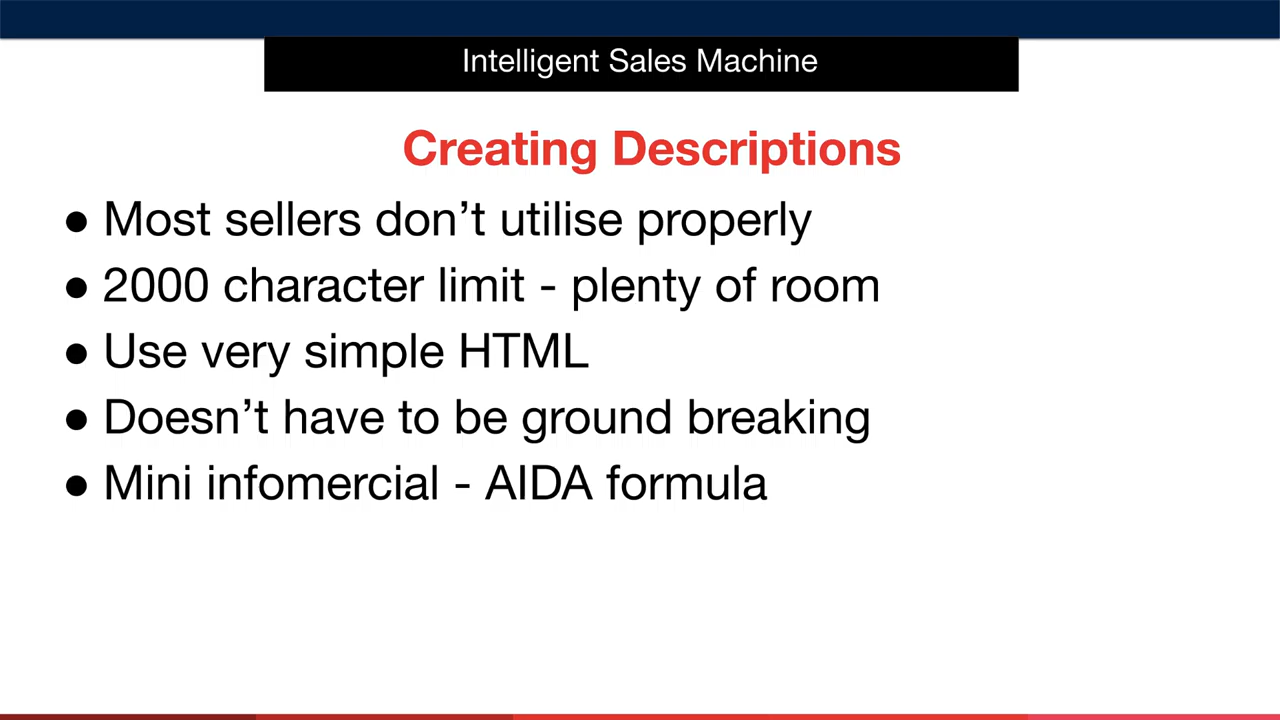 Intelligent Sales Machine
Creating Descriptions
● Most sellers don’t utilise properly
● 2000 character limit - plenty of room
● Use very simple HTML
● Doesn’t have to be ground breaking
● Mini infomercial - AIDA formula